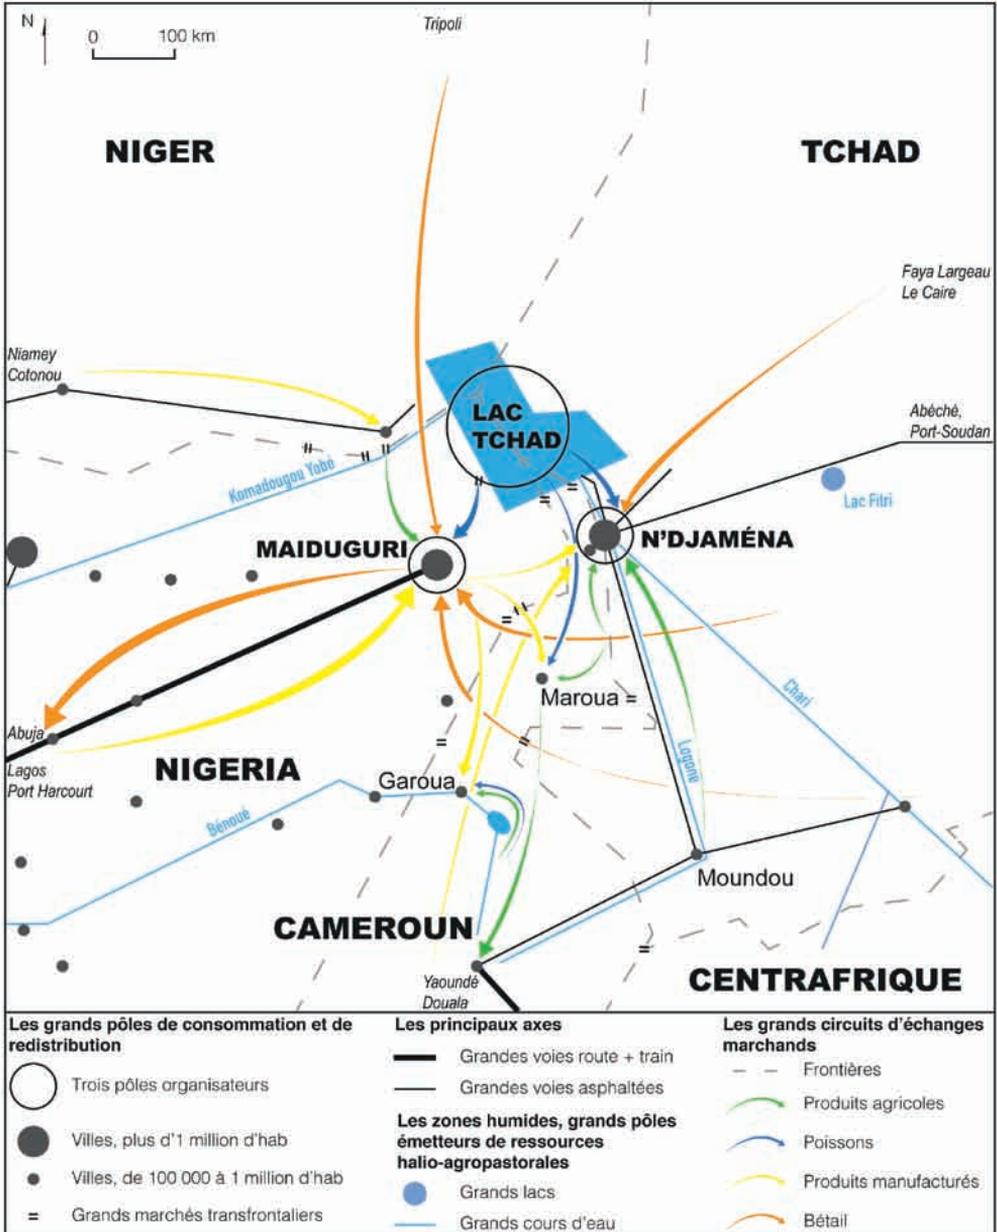 N
0 100 km
Tripoli
NIGER
TCHAD
Faya Largeau
Le Caire
Niamey
Cotonou
LAC
TCHAD
Abéché,
Port-Soudan
Komadougou Yobé
Lac Fitri
MAIDUGURI
N'DJAMÉNA
Maroua
Chari
Abuja
Lagos
Port Harcourt
NIGERIA
Logone
Garoua
Bénoué
Moundou
CAMEROUN
CENTRAFRIQUE
Yaoundé
Douala
Les grands pôles de consommation et de
redistribution
Trois pôles organisateurs
Villes, plus d'1 million d'hab
Villes, de 100 000 à 1 million d'hab
Grands marchés transfrontaliers
Les principaux axes
Grandes voies route + train
Grandes voies asphaltées
Les zones humides, grands pôles
émetteurs de ressources
halio-agropastorales
Grands lacs
Grands cours d'eau
Les grands circuits d'échanges
marchands
Frontières
Produits agricoles
Poissons
Produits manufacturés
Bétail